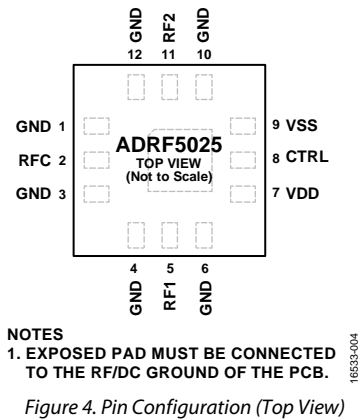 GND RF2 GND
12 11 10
GND 1
RFC 2
GND 3
ADRF5025
TOP VIEW
(Not to Scale)
9 VSS
8 CTRL
7 VDD
4 5 6
GND RF1 GND
NOTES
1. EXPOSED PAD MUST BE CONNECTED
TO THE RF/DC GROUND OF THE PCB.
16533-004
Figure 4. Pin Configuration (Top View)